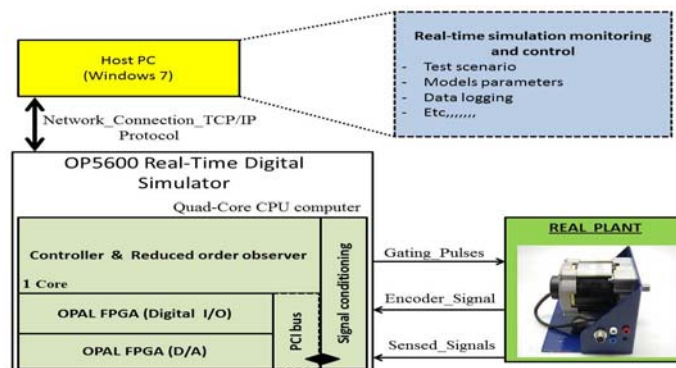 Host PC
(Windows 7)
Real-time simulation monitoring
and control
- Test scenario
- Models parameters
- Data logging
- Etc,,,,,,,
Network_Connection_TCP/IP
Protocol
OP5600 Real-Time Digital
Simulator
Quad-Core CPU computer
Controller & Reduced order observer
1 Core
OPAL FPGA (Digital I/O)
OPAL FPGA (D/A)
PCI bus
Signal conditioning
Gating_Pulses
Encoder_Signal
Sensed_Signals
REAL PLANT